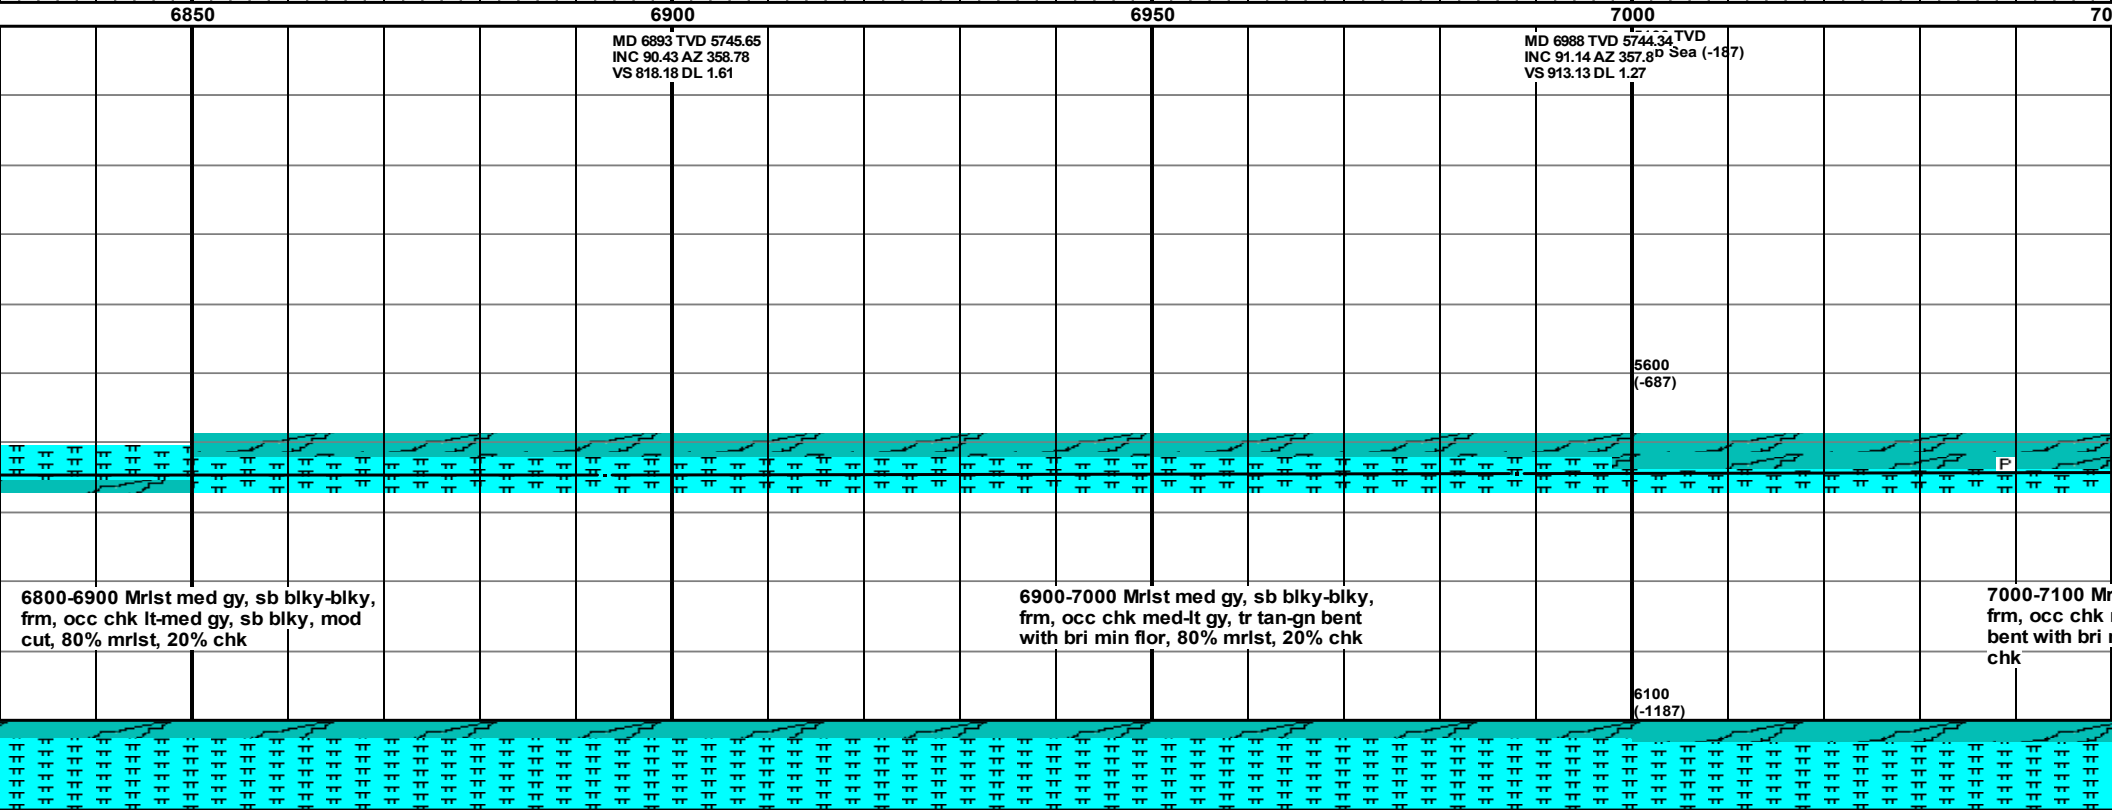 6850
6900
6950
7000
70
MD 6893 TVD 5745.65
INC 90.43 AZ 358.78
VS 818.18 DL 1.61
MD 6988 TVD 5744.34
INC 91.14 AZ 357.8
VS 913.13 DL 1.27
TVD
b Sea (-187)
5600
(-687)
P
6800-6900 Mrlst med gy, sb blky-blky,
frm, occ chk lt-med gy, sb blky, mod
cut, 80% mrlst, 20% chk
6900-7000 Mrlst med gy, sb blky-blky,
frm, occ chk med-lt gy, tr tan-gn bent
with bri min flor, 80% mrlst, 20% chk
7000-7100 Mr
frm, occ chk
bent with bri
chk
6100
(-1187)